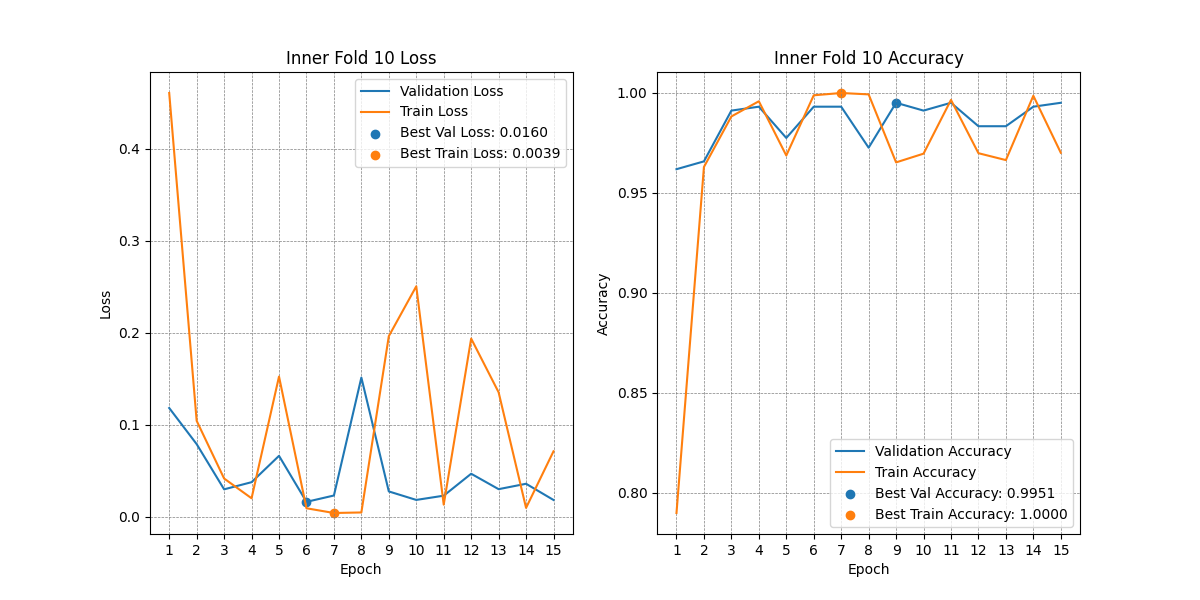 Inner Fold 10 Loss
Validation Loss
Train Loss
Best Val Loss: 0.0160
Best Train Loss: 0.0039
0.4
0.3
0.2
0.1
0.0
Loss
1 2 3 4 5 6 7 8 9 10 11 12 13 14 15
Epoch
Inner Fold 10 Accuracy
1.00
0.95
0.90
0.85
0.80
Accuracy
Validation Accuracy
Train Accuracy
Best Val Accuracy: 0.9951
Best Train Accuracy: 1.0000
1 2 3 4 5 6 7 8 9 10 11 12 13 14 15
Epoch